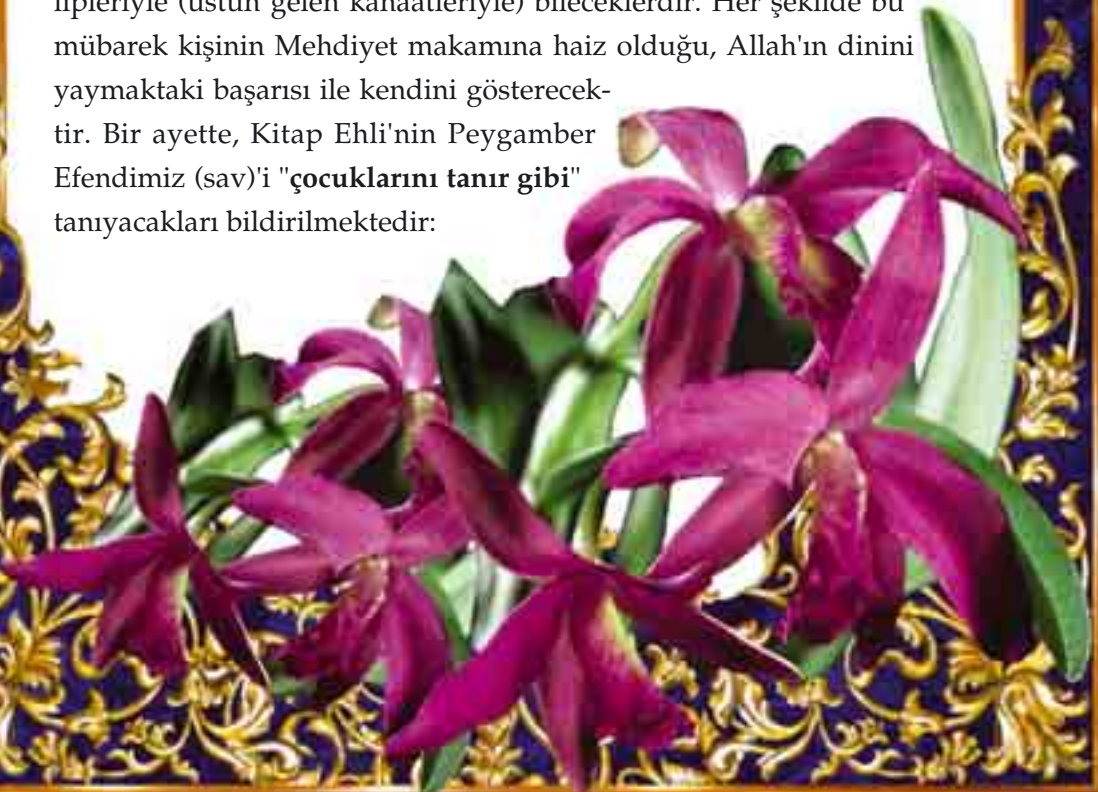 lipleriyle (üstün gelen kanaatleriyle) bileceklerdir. Her şekilde bu
mübarek kişinin Mehdiyet makamına haiz olduğu, Allah'ın dinini
yaymaktaki başarısı ile kendini gösterecek-
tir. Bir ayette, Kitap Ehli'nin Peygamber
Efendimiz (sav)'i "çocuklarını tanır gibi"
tanıyacakları bildirilmektedir: